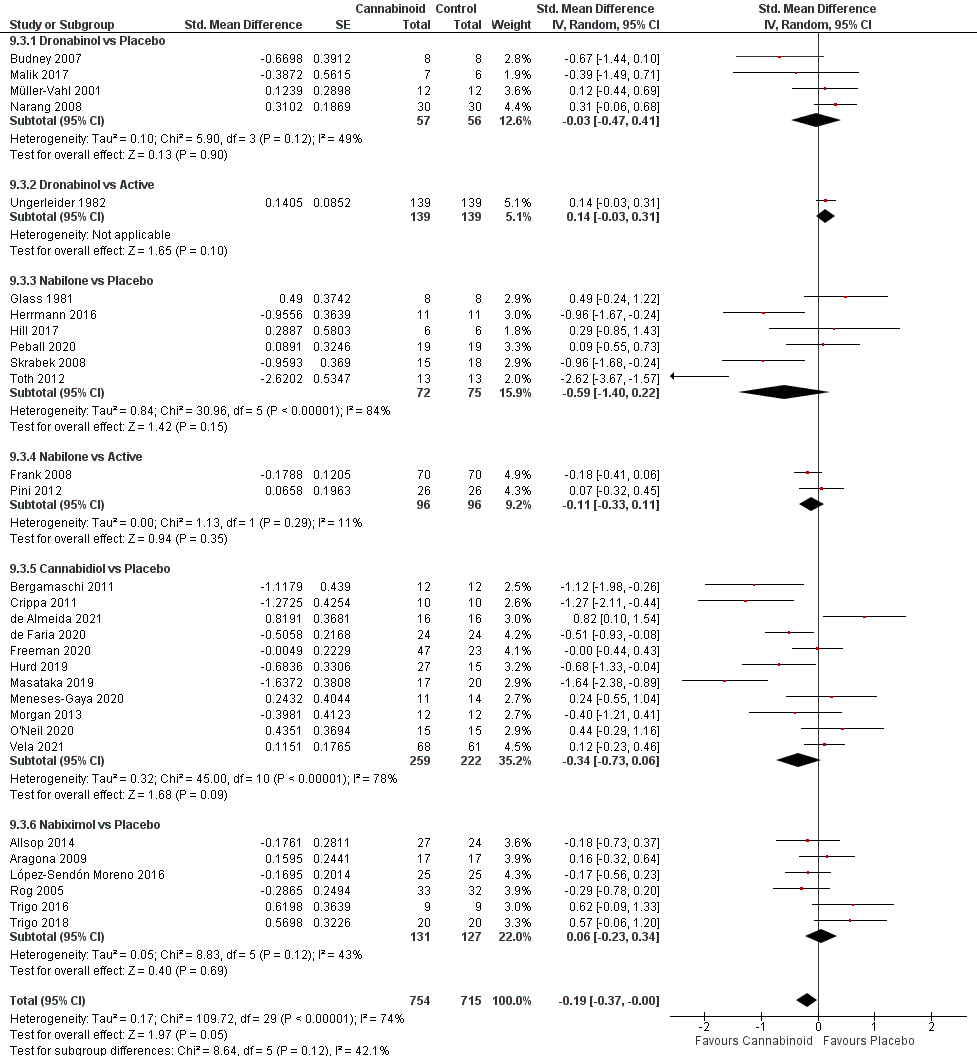 Cannabinoid Control Std. Mean Difference Std. Mean Difference
Study or Subgroup Std. Mean Difference SE Total Total Weight IV, Random, 95% CI IV, Random, 95% CI
9.3.1 Dronabinol vs Placebo
Budney 2007 -0.6698 0.3912 8 8 2.8% -0.67 [-1.44, 0.10]
Malik 2017 -0.3872 0.5615 7 6 1.9% -0.39 [-1.49, 0.71]
Müller-Vahl 2001 0.1239 0.2898 12 12 3.6% 0.12 [-0.44, 0.69]
Narang 2008 0.3102 0.1869 30 30 4.4% 0.31 [-0.06, 0.68]
Subtotal (95% CI) 57 56 12.6% -0.03 [-0.47, 0.41]
Heterogeneity: Tau² = 0.10; Chi² = 5.90, df = 3 (P = 0.12); I² = 49%
Test for overall effect: Z = 0.13 (P = 0.90)
9.3.2 Dronabinol vs Active
Ungerleider 1982 0.1405 0.0852 139 139 5.1% 0.14 [-0.03, 0.31]
Subtotal (95% CI) 139 139 5.1% 0.14 [-0.03, 0.31]
Heterogeneity: Not applicable
Test for overall effect: Z = 1.65 (P = 0.10)
9.3.3 Nabilone vs Placebo
Glass 1981 0.49 0.3742 8 8 2.9% 0.49 [-0.24, 1.22]
Herrmann 2016 -0.9556 0.3639 11 11 3.0% -0.96 [-1.67, -0.24]
Hill 2017 0.2887 0.5803 6 6 1.8% 0.29 [-0.85, 1.43]
Peball 2020 0.0891 0.3246 19 19 3.3% 0.09 [-0.55, 0.73]
Skrabek 2008 -0.9593 0.369 15 18 2.9% -0.96 [-1.68, -0.24]
Toth 2012 -2.6202 0.5347 13 13 2.0% -2.62 [-3.67, -1.57]
Subtotal (95% CI) 72 75 15.9% -0.59 [-1.40, 0.22]
Heterogeneity: Tau² = 0.84; Chi² = 30.96, df = 5 (P < 0.00001); I² = 84%
Test for overall effect: Z = 1.42 (P = 0.15)
9.3.4 Nabilone vs Active
Frank 2008 -0.1788 0.1205 70 70 4.9% -0.18 [-0.41, 0.06]
Pini 2012 0.0658 0.1963 26 26 4.3% 0.07 [-0.32, 0.45]
Subtotal (95% CI) 96 96 9.2% -0.11 [-0.33, 0.11]
Heterogeneity: Tau² = 0.00; Chi² = 1.13, df = 1 (P = 0.29); I² = 11%
Test for overall effect: Z = 0.94 (P = 0.35)
9.3.5 Cannabidiol vs Placebo
Bergamaschi 2011 -1.1179 0.439 12 12 2.5% -1.12 [-1.98, -0.26]
Crippa 2011 -1.2725 0.4254 10 10 2.6% -1.27 [-2.11, -0.44]
de Almeida 2021 0.8191 0.3681 16 16 2.9% 0.82 [0.10, 1.54]
de Faria 2020 -0.5058 0.2168 24 24 4.1% -0.51 [-0.93, -0.08]
Freeman 2020 -0.0049 0.2229 47 23 4.1% -0.00 [-0.44, 0.43]
Hurd 2019 -0.6836 0.3306 27 15 3.2% -0.68 [-1.33, -0.04]
Masataka 2019 -1.6372 0.3808 17 20 2.9% -1.64 [-2.38, -0.89]
Meneses-Gaya 2020 0.2432 0.4044 11 14 2.7% 0.24 [-0.55, 1.04]
Morgan 2013 -0.3981 0.4123 12 12 2.7% -0.40 [-1.21, 0.41]
O'Neil 2020 0.4351 0.3694 15 15 2.9% 0.44 [-0.29, 1.16]
Vela 2021 0.1151 0.1765 68 61 4.5% 0.12 [-0.23, 0.46]
Subtotal (95% CI) 259 222 35.2% -0.34 [-0.73, 0.06]
Heterogeneity: Tau² = 0.32; Chi² = 45.00, df = 10 (P < 0.00001); I² = 78%
Test for overall effect: Z = 1.68 (P = 0.09)
9.3.6 Nabiximol vs Placebo
Allsop 2014 -0.1761 0.2811 27 24 3.6% -0.18 [-0.73, 0.37]
Aragona 2009 0.1595 0.2441 17 17 3.9% 0.16 [-0.32, 0.64]
López-Sendón Moreno 2016 -0.1695 0.2014 25 25 4.3% -0.17 [-0.56, 0.23]
Rog 2005 -0.2865 0.2494 33 32 3.9% -0.29 [-0.78, 0.20]
Trigo 2016 0.6198 0.3639 9 9 3.0% 0.62 [-0.09, 1.33]
Trigo 2018 0.5698 0.3226 20 20 3.3% 0.57 [-0.06, 1.20]
Subtotal (95% CI) 131 127 22.0% 0.06 [-0.23, 0.34]
Heterogeneity: Tau² = 0.05; Chi² = 8.83, df = 5 (P = 0.12); I² = 43%
Test for overall effect: Z = 0.40 (P = 0.69)
Total (95% CI) 754 715 100.0% -0.19 [-0.37, -0.00]
Heterogeneity: Tau² = 0.17; Chi² = 109.72, df = 29 (P < 0.00001); I² = 74%
Test for overall effect: Z = 1.97 (P = 0.05)
Test for subgroup differences: Chi² = 8.64, df = 5 (P = 0.12), I² = 42.1%
-2 -1 0 1 2
Favours Cannabinoid Favours Placebo